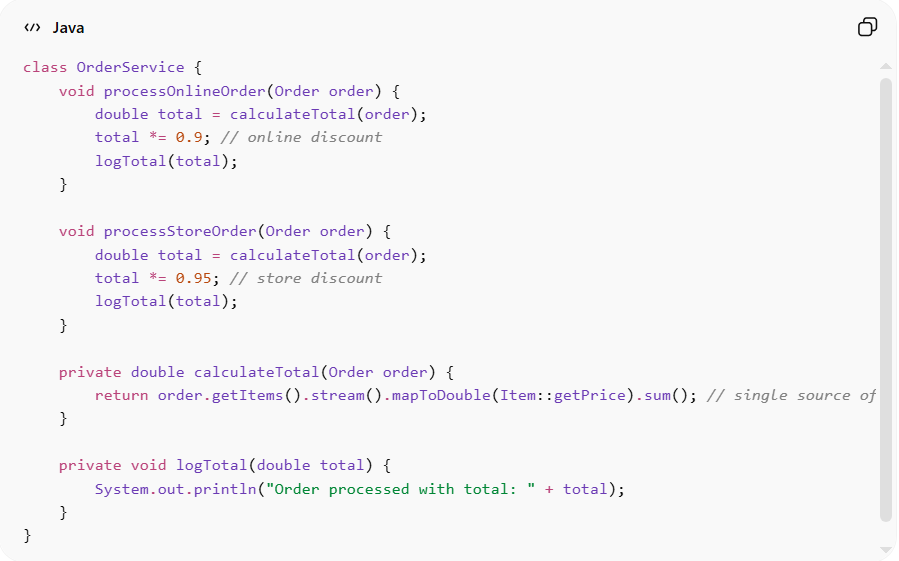 </> Java
class OrderService {
    void processOnlineOrder(Order order) {
        double total = calculateTotal(order);
        total *= 0.9; // online discount
        logTotal(total);
    }

    void processStoreOrder(Order order) {
        double total = calculateTotal(order);
        total *= 0.95; // store discount
        logTotal(total);
    }

    private double calculateTotal(Order order) {
        return order.getItems().stream().mapToDouble(Item::getPrice).sum(); // single source of
    }

    private void logTotal(double total) {
        System.out.println("Order processed with total: " + total);
    }
}